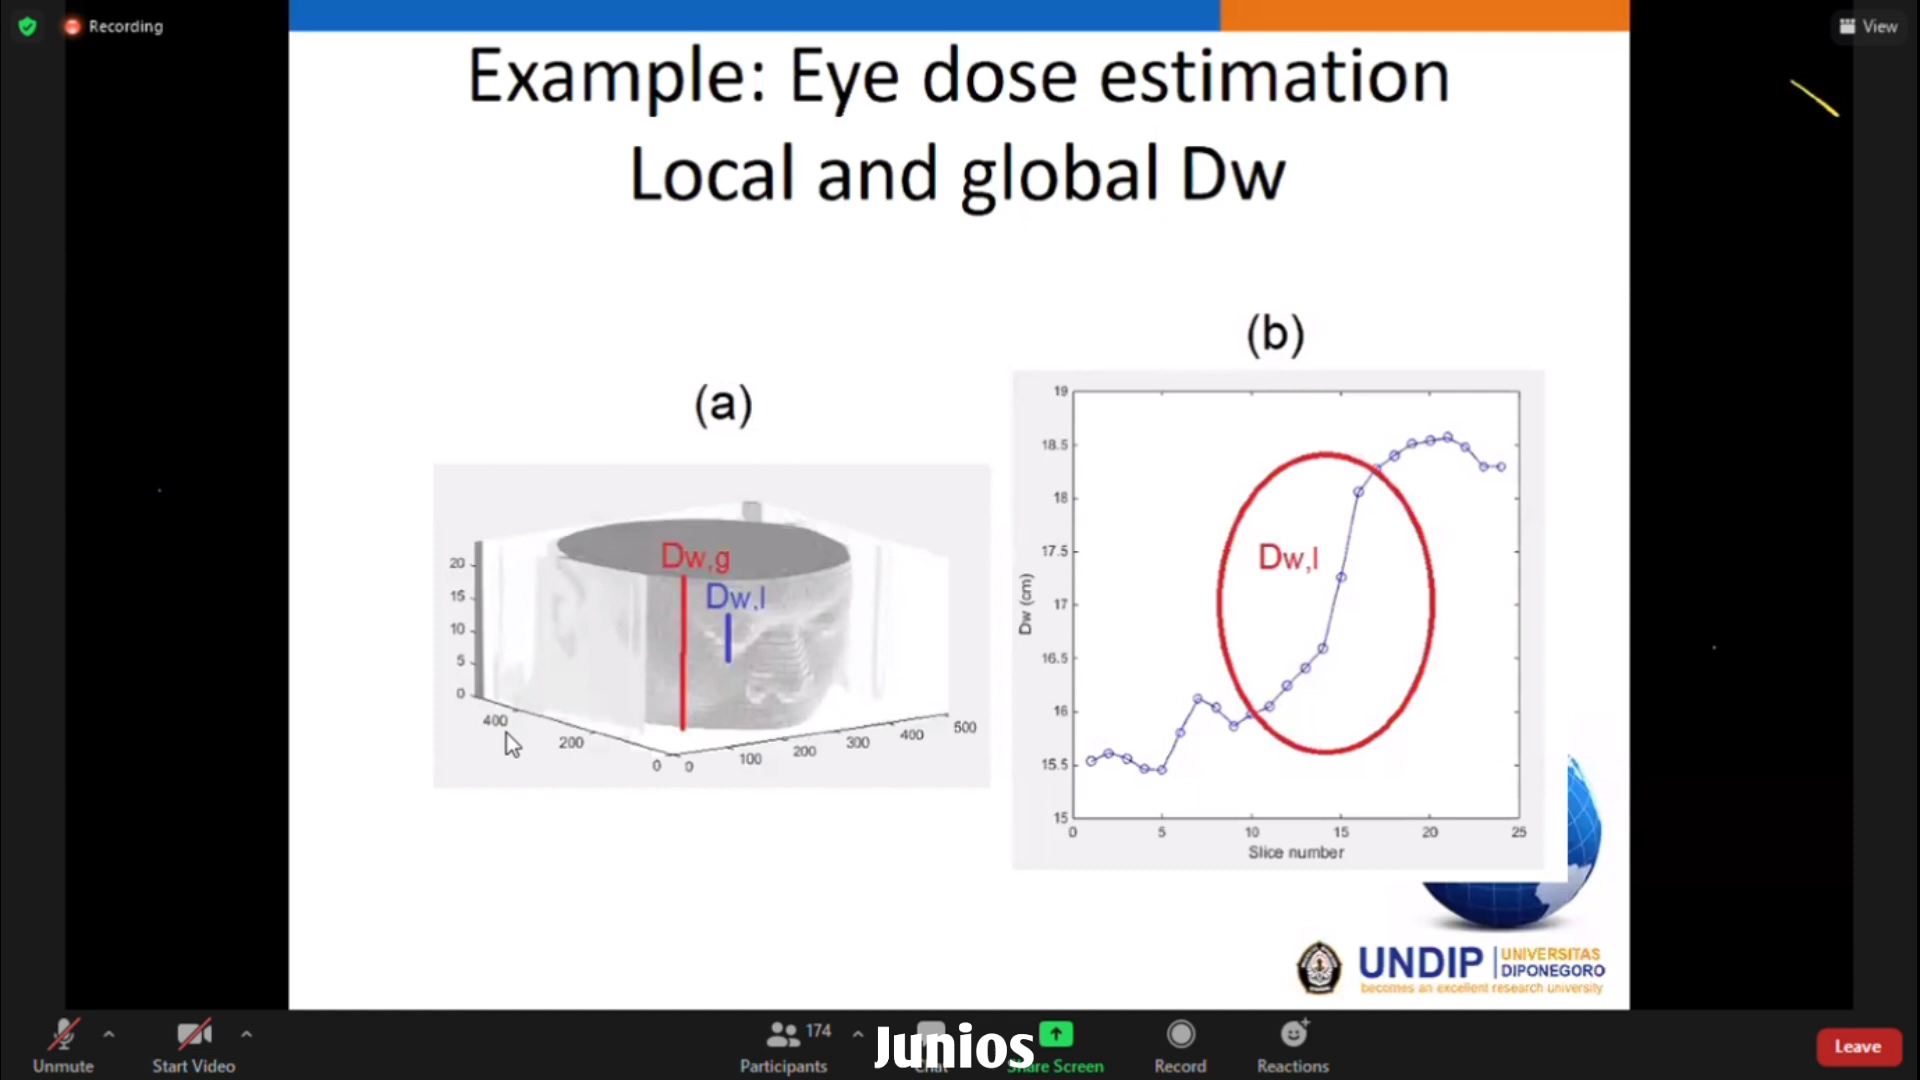 Recording
View
Example: Eye dose estimation
Local and global Dw
(a)
(b)
Dw,g
Dw,l
20
15
10
5
0
400
200
0
0
100
200
300
400
500
19
18.5
18
17.5
17
16.5
16
15.5
15
Dw (cm)
Dw,l
0
5
10
15
20
25
Slice number
UNDIP
UNIVERSITAS
DIPONEGORO
becomes an excellent research university
Unmute
Start Video
174
Participants
Chat
Junios
Share Screen
Record
Reactions
Leave